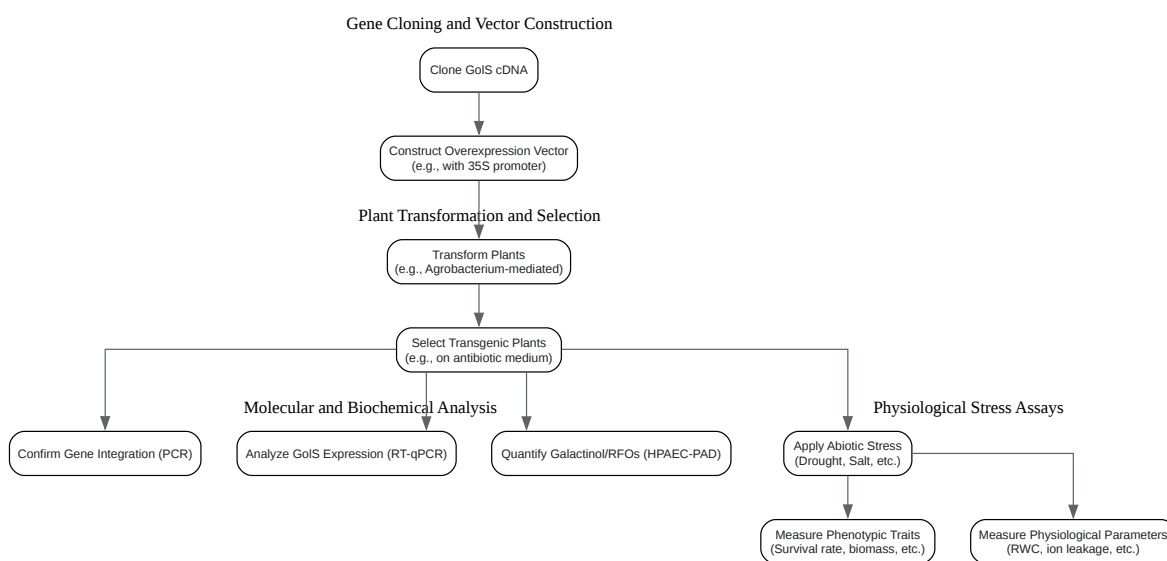 Gene Cloning and Vector Construction
Clone GolS cDNA
Construct Overexpression Vector
(e.g., with 35S promoter)
Plant Transformation and Selection
Transform Plants
(e.g., Agrobacterium-mediated)
Select Transgenic Plants
(e.g., on antibiotic medium)
Molecular and Biochemical Analysis
Physiological Stress Assays
Confirm Gene Integration (PCR)
Analyze GolS Expression (RT-qPCR)
Quantify Galactinol/RFOs (HPAEC-PAD)
Apply Abiotic Stress
(Drought, Salt, etc.)
Measure Phenotypic Traits
(Survival rate, biomass, etc.)
Measure Physiological Parameters
(RWC, ion leakage, etc.)